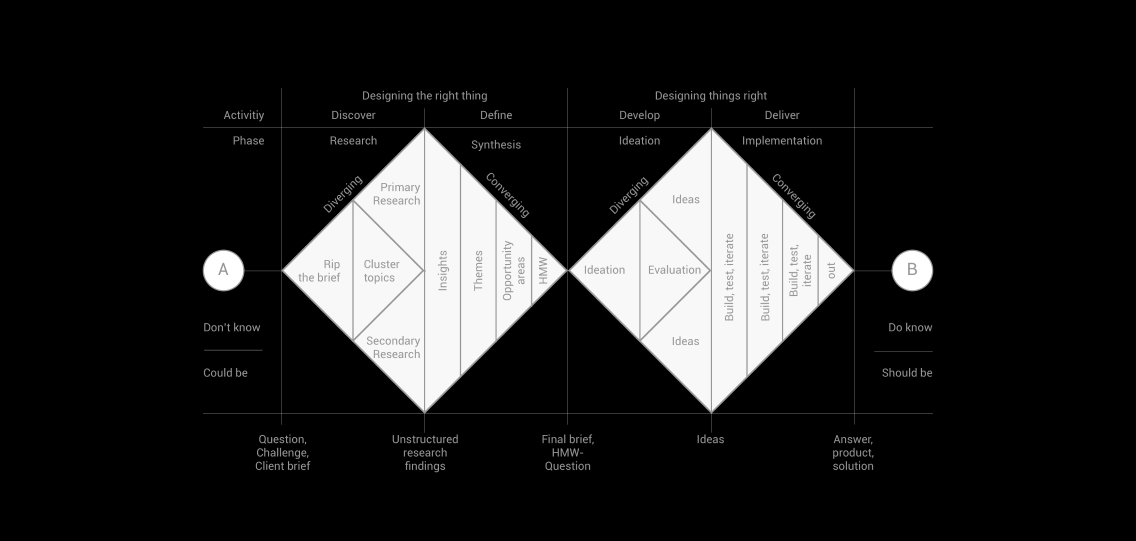 Designing the right thing
Designing things right
Activitiy
Discover
Define
Develop
Deliver
Phase
Research
Synthesis
Ideation
Implementation
Diverging
Converging
Diverging
Converging
Primary
Research
Rip
the brief
Cluster
topics
Secondary
Research
Insights
Themes
Opportunity
areas
HMW
Ideas
Ideation
Evaluation
Ideas
Build, test, iterate
Build, test, iterate
Build, test,
iterate
out
A
B
Don't know
Could be
Do know
Should be
Question,
Challenge,
Client brief
Unstructured
research
findings
Final brief,
HMW-
Question
Ideas
Answer,
product,
solution